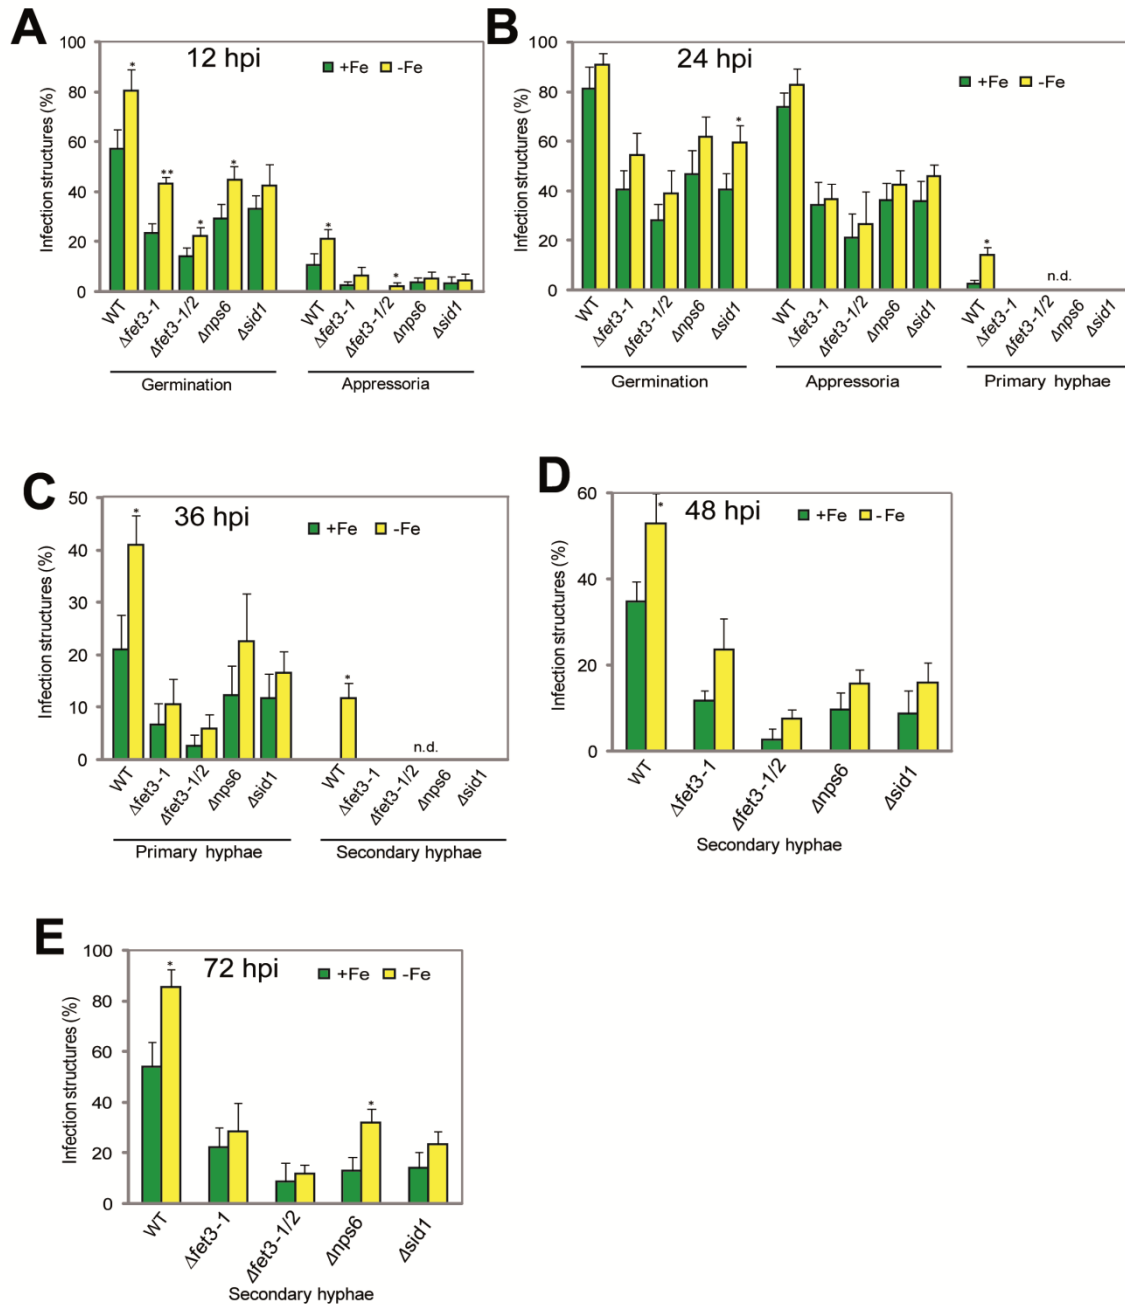 A
12 hpi
+Fe -Fe
Infection structures (%)
100
80
60
40
20
0
* ** * * * *
WT Δfet3-1 Δfet3-1/2 Δnps6 Δsid1 WT Δfet3-1 Δfet3-1/2 Δnps6 Δsid1
Germination Appressoria
B
24 hpi
+Fe -Fe
Infection structures (%)
100
80
60
40
20
0
* *
n.d.
WT Δfet3-1 Δfet3-1/2 Δnps6 Δsid1 WT Δfet3-1 Δfet3-1/2 Δnps6 Δsid1 WT Δfet3-1 Δfet3-1/2 Δnps6 Δsid1
Germination Appressoria Primary hyphae
C
36 hpi
+Fe -Fe
Infection structures (%)
50
40
30
20
10
0
* *
n.d.
WT Δfet3-1 Δfet3-1/2 Δnps6 Δsid1 WT Δfet3-1 Δfet3-1/2 Δnps6 Δsid1
Primary hyphae Secondary hyphae
D
48 hpi
+Fe -Fe
Infection structures (%)
60
40
20
0
*
WT Δfet3-1 Δfet3-1/2 Δnps6 Δsid1
Secondary hyphae
E
72 hpi
+Fe -Fe
Infection structures (%)
100
80
60
40
20
0
* *
WT Δfet3-1 Δfet3-1/2 Δnps6 Δsid1
Secondary hyphae